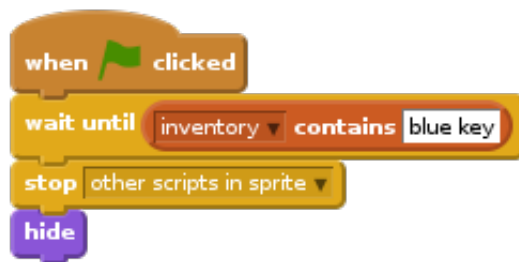 when clicked
wait until inventory contains blue key
stop other scripts in sprite
hide